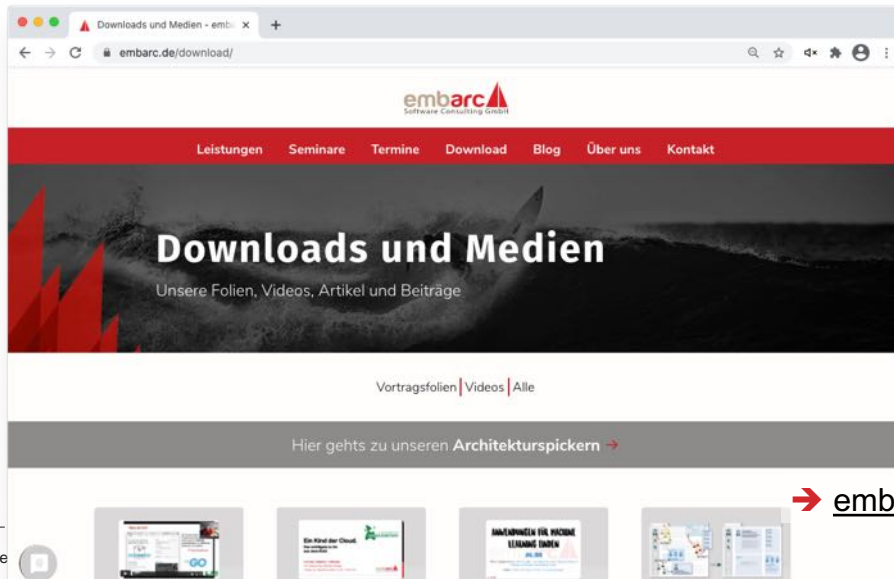 Downloads und Medien - emb
embarc.de/download/
embarc
Software Consulting GmbH
Leistungen Seminare Termine Download Blog Über uns Kontakt
Downloads und Medien
Unsere Folien, Videos, Artikel und Beiträge
Vortragsfolien Videos Alle
Hier gehts zu unseren Architekturspickern →
→ emb
Ein Kind der Cloud.
GO
ANWENDUNGEN FÜR MACHINE
LEARNING FINDEN